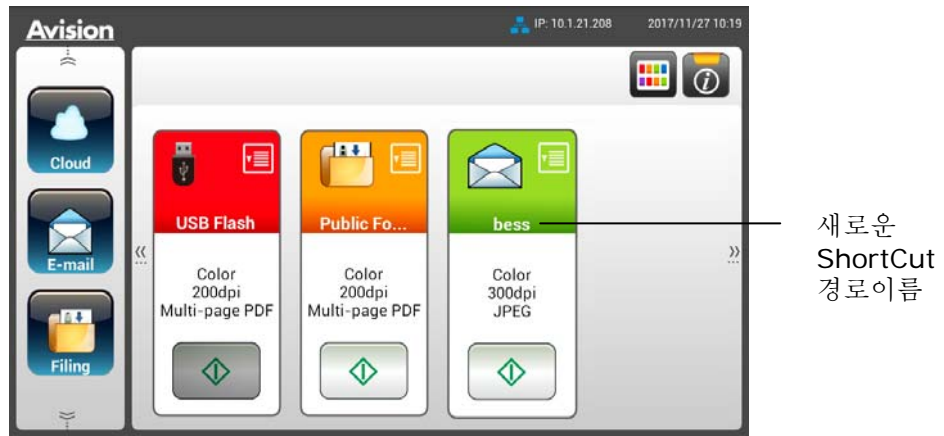 Avision
IP: 10.1.21.208 2017/11/27 10:19
Cloud
E-mail
Filing
USB Flash
Color
200dpi
Multi-page PDF
Public Fo...
Color
200dpi
Multi-page PDF
bess
Color
300dpi
JPEG
새로운
ShortCut
경로이름